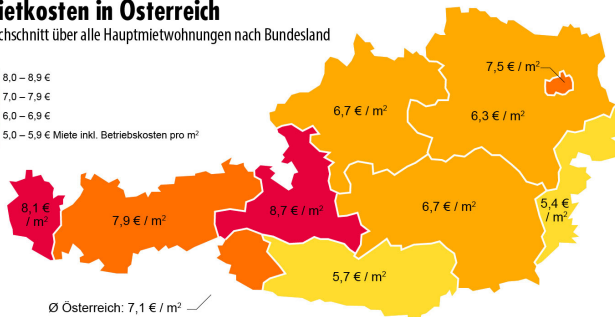 ietkosten in Österreich
chschnitt über alle Hauptmietwohnungen nach Bundesland
8,0 – 8,9 €
7,0 – 7,9 €
6,0 – 6,9 €
5,0 – 5,9 € Miete inkl. Betriebskosten pro m²
7,5 € / m²
6,7 € / m²
6,3 € / m²
8,1 €
/ m²
7,9 € / m²
8,7 € / m²
6,7 € / m²
5,4 €
/ m²
5,7 € / m²
Ø Österreich: 7,1 € / m²